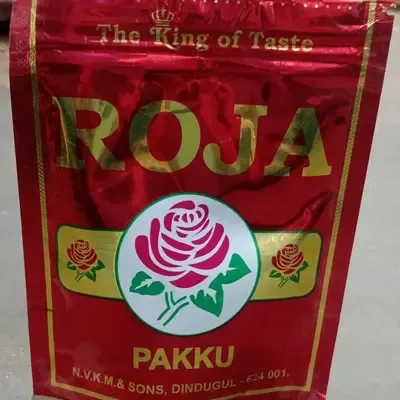 The King of Taste
ROJA
PAKKU
N.V.K.M.& SONS, DINDUGUL - 624 001.